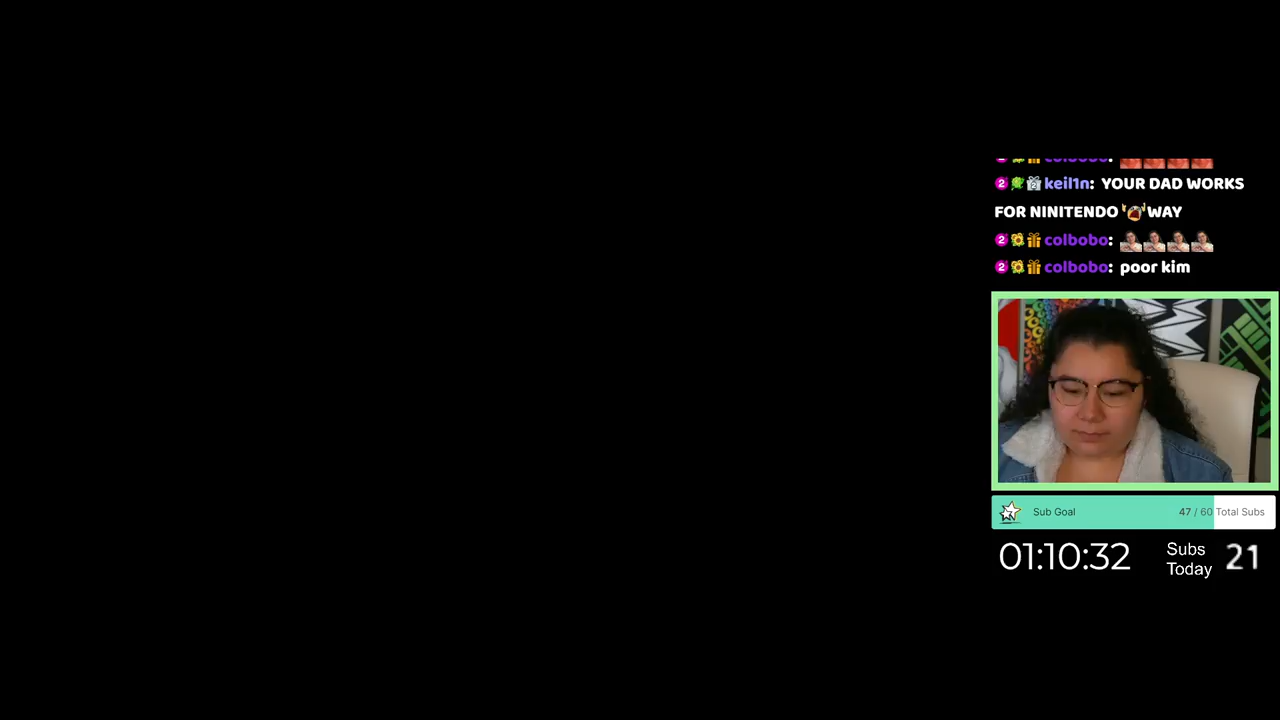 colbobo:
keil1n: YOUR DAD WORKS
FOR NINITENDO WAY
colbobo:
colbobo: poor kim
Sub Goal 47 / 60 Total Subs
01:10:32 Subs Today 21